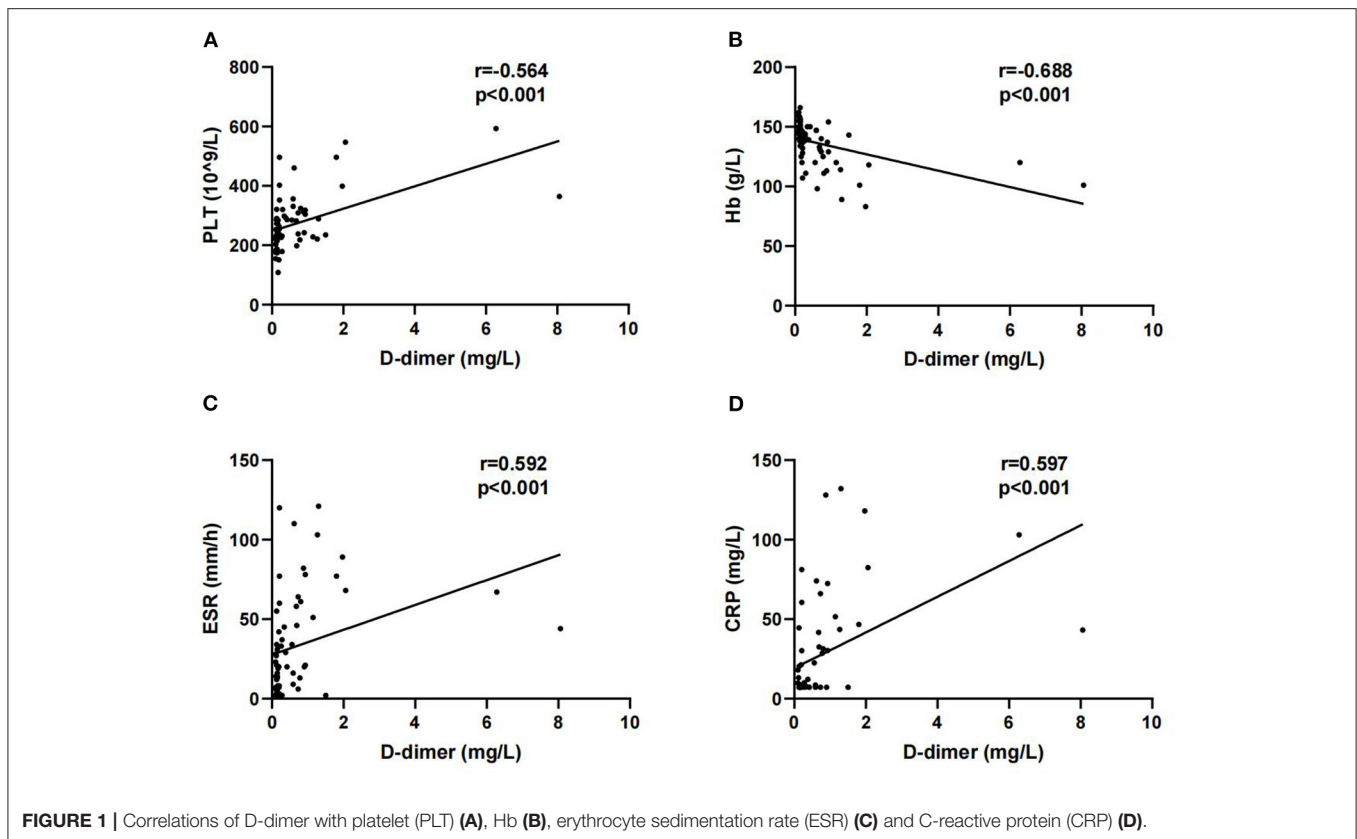 A
r=-0.564
p<0.001
800
600
400
200
0
PLT (10^9/L)
0 2 4 6 8 10
D-dimer (mg/L)
B
r=-0.688
p<0.001
200
150
100
50
0
Hb (g/L)
0 2 4 6 8 10
D-dimer (mg/L)
C
r=0.592
p<0.001
150
100
50
0
ESR (mm/h)
0 2 4 6 8 10
D-dimer (mg/L)
D
r=0.597
p<0.001
150
100
50
0
CRP (mg/L)
0 2 4 6 8 10
D-dimer (mg/L)
FIGURE 1 | Correlations of D-dimer with platelet (PLT) (A), Hb (B), erythrocyte sedimentation rate (ESR) (C) and C-reactive protein (CRP) (D).